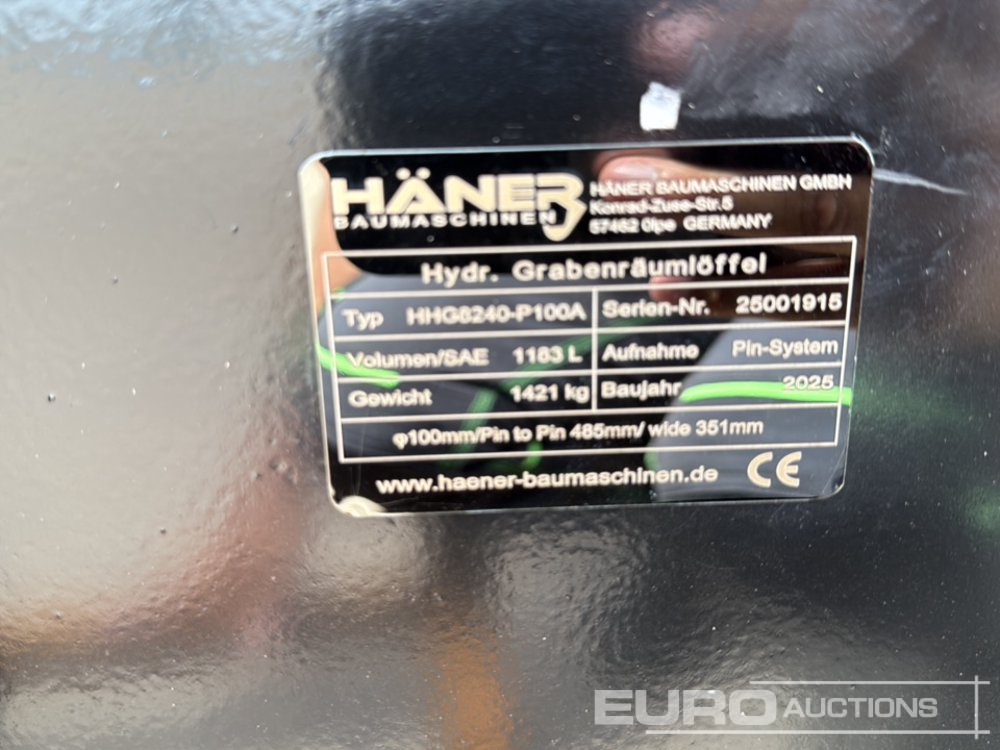 HÄNER
BAUMASCHINEN
HÄNER BAUMASCHINEN GMBH
Konrad-Zuse-Str.5
57462 Olpe GERMANY
Hydr. Grabenräumlöffel
Typ HHG8240-P100A Serien-Nr. 25001915
Volumen/SAE 1183 L Aufnahme Pin-System
Gewicht 1421 kg Baujahr 2025
φ100mm/Pin to Pin 485mm/ wide 351mm
www.haener-baumaschinen.de CE
EURO AUCTIONS